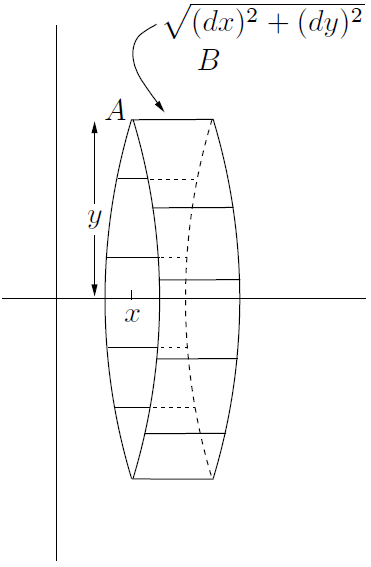 √(dx)² + (dy)²
B
A
y
x